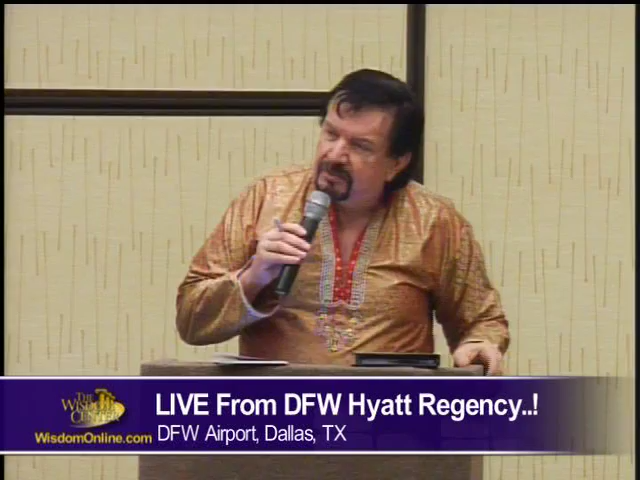 THE
WISDOM
CENTER
WisdomOnline.com
LIVE From DFW Hyatt Regency..!
DFW Airport, Dallas, TX